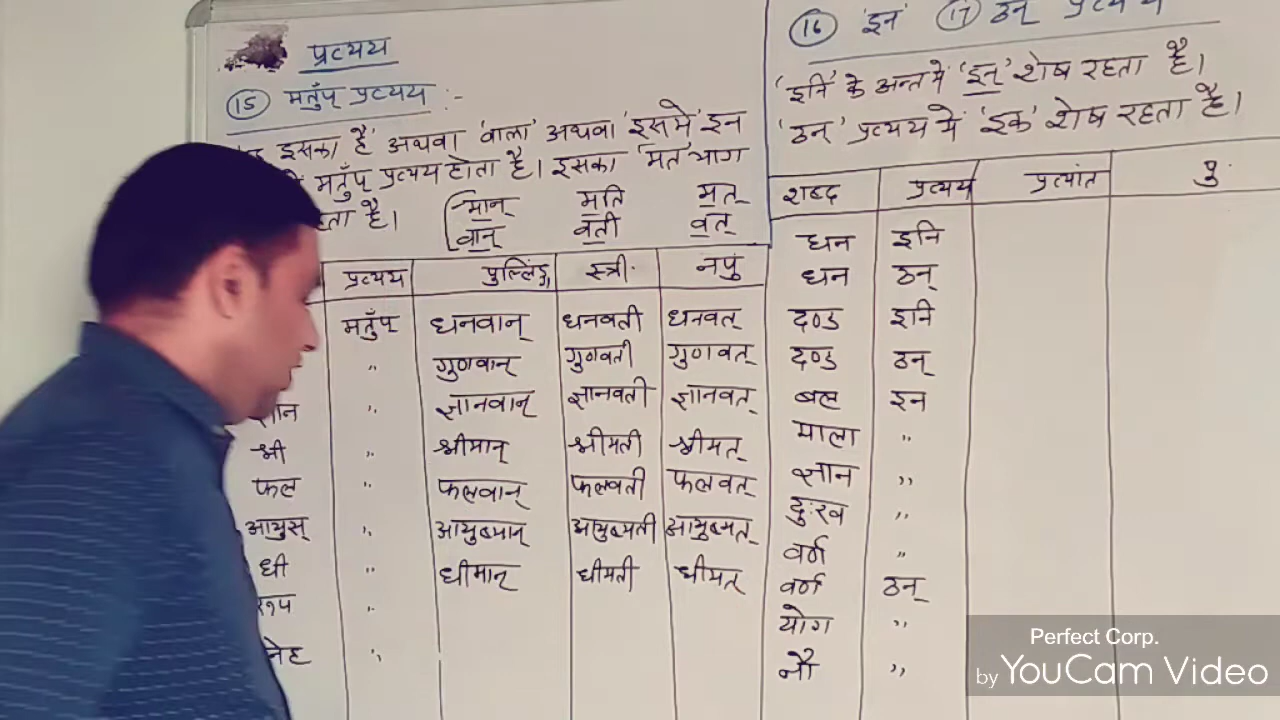 प्रत्यय
(15) मतुँप् प्रत्यय :-
इसका है' अथवा 'वाला' अथवा 'इसमें' इन
मतुँप् प्रत्यय होता है। इसका 'मत' भाग
है।
मान् मति मत्
वान् वती वत्
प्रत्यय पुल्लिङ्ग स्त्री. नपुं
मतुँप् धनवान् धनवती धनवत्
" गुणवान् गुणवती गुणवत्
" ज्ञानवान् ज्ञानवती ज्ञानवत्
श्री " श्रीमान् श्रीमती श्रीमत्
फल " फलवान् फलवती फलवत्
आयुस् " आयुष्मान् आयुष्मती आयुष्मत्
धी " धीमान् धीमती धीमत्
"
"
(16) 'इन' (17) ठन् प्रत्यय
'इनि' के अन्त में 'इन्' शेष रहता है।
'ठन्' प्रत्यय में 'इक' शेष रहता है।
शब्द प्रत्यय प्रत्यांत पु.
धन इनि
धन ठन्
दण्ड इनि
दण्ड ठन्
बल इन
माला "
ज्ञान "
दुःख "
वर्ण "
वर्ण ठन्
योग "
नौ "
Perfect Corp.
by YouCam Video